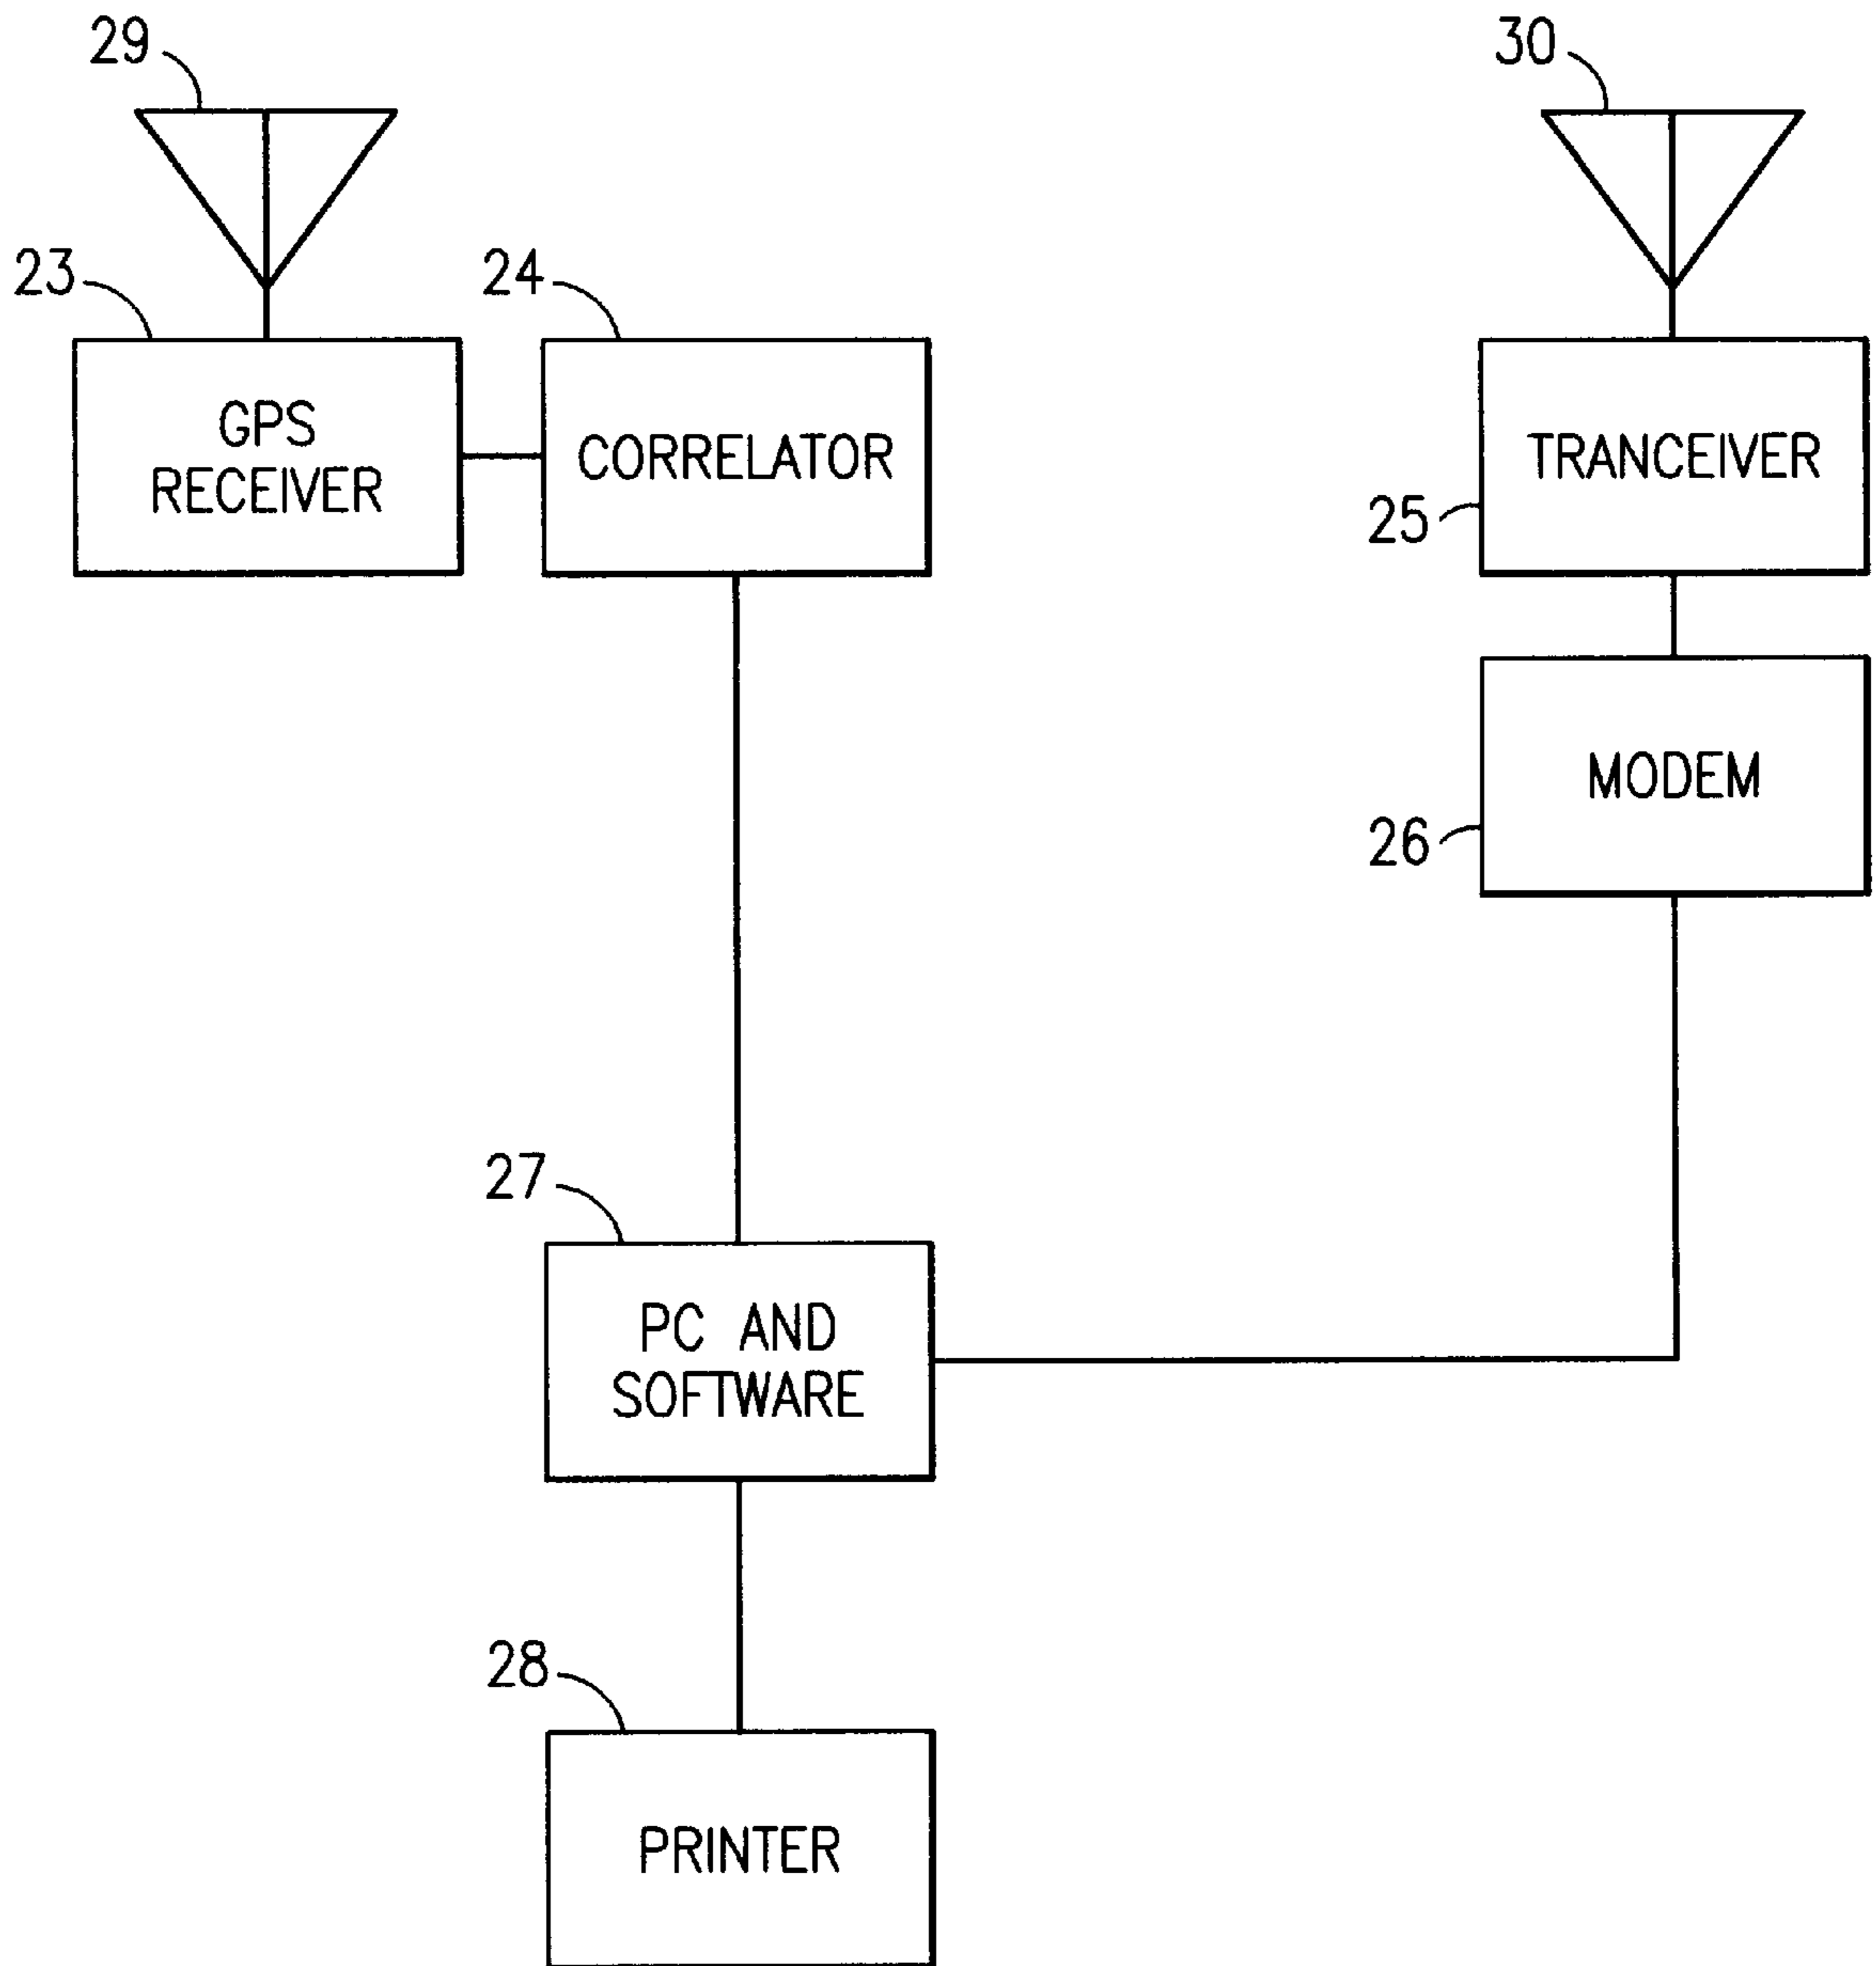 29
30
23
24
GPS
RECEIVER
CORRELATOR
TRANCEIVER
25
MODEM
26
27
PC AND
SOFTWARE
28
PRINTER